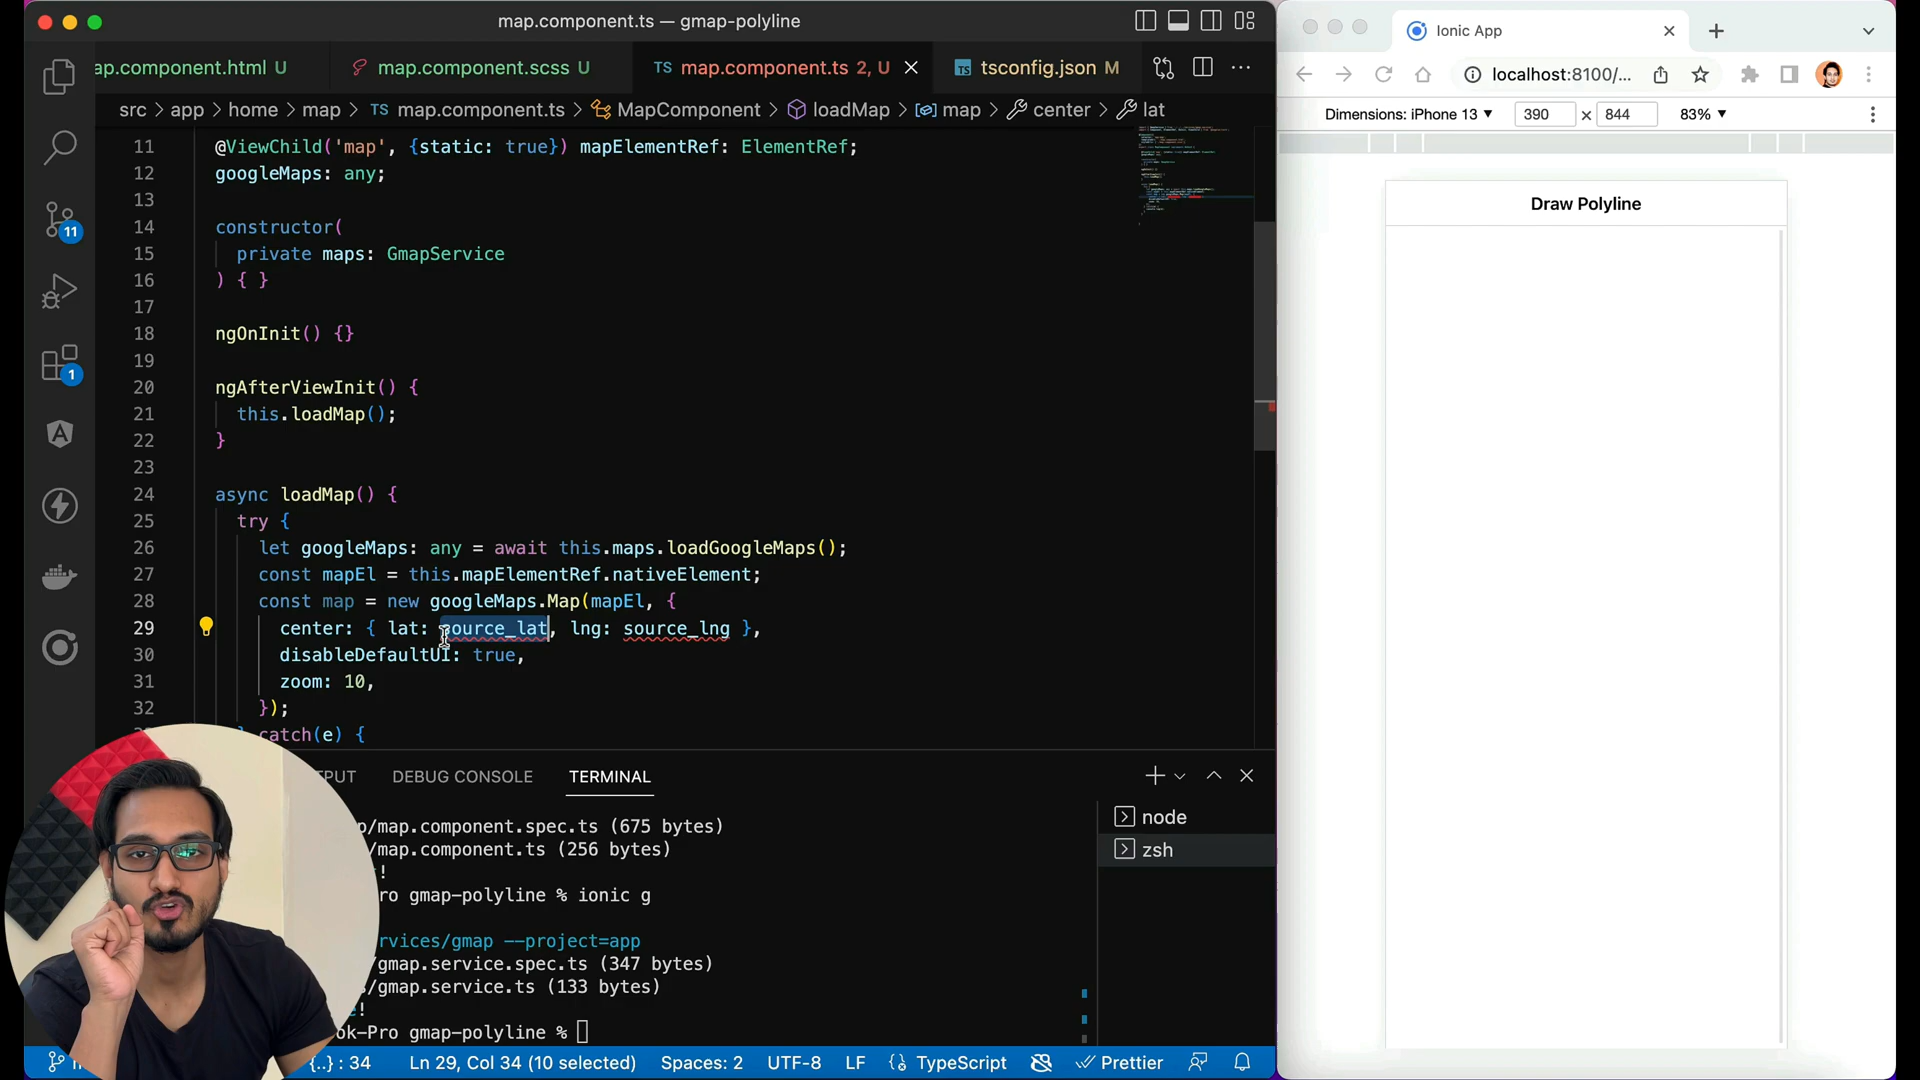 map.component.ts — gmap-polyline
ap.component.html U
map.component.scss U
TS map.component.ts 2, U
TS tsconfig.json M
src > app > home > map > TS map.component.ts > MapComponent > loadMap > map > center > lat
11 @ViewChild('map', {static: true}) mapElementRef: ElementRef;
12 googleMaps: any;
13
14 constructor(
15 private maps: GmapService
16 ) { }
17
18 ngOnInit() {}
19
20 ngAfterViewInit() {
21 this.loadMap();
22 }
23
24 async loadMap() {
25 try {
26 let googleMaps: any = await this.maps.loadGoogleMaps();
27 const mapEl = this.mapElementRef.nativeElement;
28 const map = new googleMaps.Map(mapEl, {
29 center: { lat: source_lat, lng: source_lng },
30 disableDefaultUI: true,
31 zoom: 10,
32 });
catch(e) {
11
1
TPUT DEBUG CONSOLE TERMINAL
p/map.component.spec.ts (675 bytes)
/map.component.ts (256 bytes)
!
ro gmap-polyline % ionic g
rvices/gmap --project=app
/gmap.service.spec.ts (347 bytes)
/gmap.service.ts (133 bytes)
!
ok-Pro gmap-polyline %
node
zsh
{..} : 34 Ln 29, Col 34 (10 selected) Spaces: 2 UTF-8 LF TypeScript Prettier
Ionic App
localhost:8100/...
Dimensions: iPhone 13 ▼ 390 × 844 83% ▼
Draw Polyline